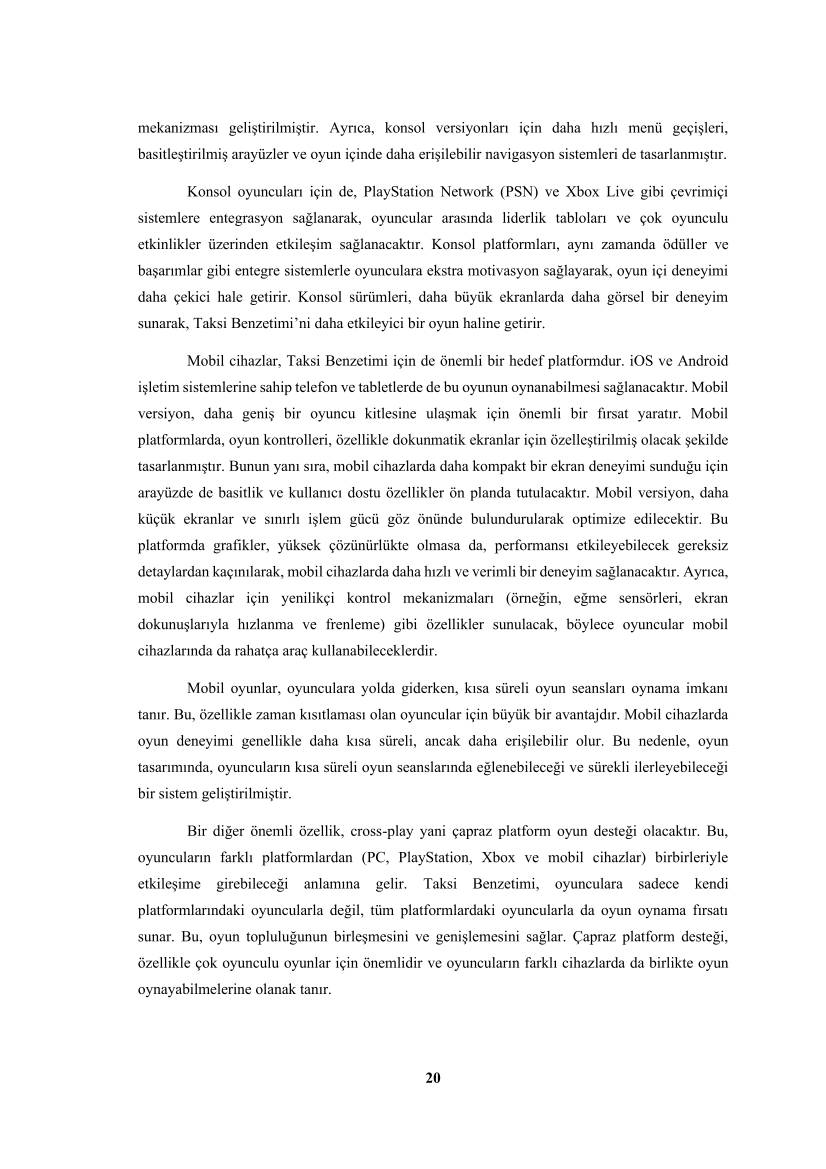 mekanizması geliştirilmiştir. Ayrıca, konsol versiyonları için daha hızlı menü geçişleri,
basitleştirilmiş arayüzler ve oyun içinde daha erişilebilir navigasyon sistemleri de tasarlanmıştır.
Konsol oyuncuları için de, PlayStation Network (PSN) ve Xbox Live gibi çevrimiçi
sistemlere entegrasyon sağlanarak, oyuncular arasında liderlik tabloları ve çok oyunculu
etkinlikler üzerinden etkileşim sağlanacaktır. Konsol platformları, aynı zamanda ödüller ve
başarımlar gibi entegre sistemlerle oyunculara ekstra motivasyon sağlayarak, oyun içi deneyimi
daha çekici hale getirir. Konsol sürümleri, daha büyük ekranlarda daha görsel bir deneyim
sunarak, Taksi Benzetimi’ni daha etkileyici bir oyun haline getirir.
Mobil cihazlar, Taksi Benzetimi için de önemli bir hedef platformdur. iOS ve Android
işletim sistemlerine sahip telefon ve tabletlerde de bu oyunun oynanabilmesi sağlanacaktır. Mobil
versiyon, daha geniş bir oyuncu kitlesine ulaşmak için önemli bir fırsat yaratır. Mobil
platformlarda, oyun kontrolleri, özellikle dokunmatik ekranlar için özelleştirilmiş olacak şekilde
tasarlanmıştır. Bunun yanı sıra, mobil cihazlarda daha kompakt bir ekran deneyimi sunduğu için
arayüzde de basitlik ve kullanıcı dostu özellikler ön planda tutulacaktır. Mobil versiyon, daha
küçük ekranlar ve sınırlı işlem gücü göz önünde bulundurularak optimize edilecektir. Bu
platformda grafikler, yüksek çözünürlükte olmasa da, performansı etkileyebilecek gereksiz
detaylardan kaçınılarak, mobil cihazlarda daha hızlı ve verimli bir deneyim sağlanacaktır. Ayrıca,
mobil cihazlar için yenilikçi kontrol mekanizmaları (örneğin, eğme sensörleri, ekran
dokunuşlarıyla hızlanma ve frenleme) gibi özellikler sunulacak, böylece oyuncular mobil
cihazlarında da rahatça araç kullanabileceklerdir.
Mobil oyunlar, oyunculara yolda giderken, kısa süreli oyun seansları oynama imkanı
tanır. Bu, özellikle zaman kısıtlaması olan oyuncular için büyük bir avantajdır. Mobil cihazlarda
oyun deneyimi genellikle daha kısa süreli, ancak daha erişilebilir olur. Bu nedenle, oyun
tasarımında, oyuncuların kısa süreli oyun seanslarında eğlenebileceği ve sürekli ilerleyebileceği
bir sistem geliştirilmiştir.
Bir diğer önemli özellik, cross-play yani çapraz platform oyun desteği olacaktır. Bu,
oyuncuların farklı platformlardan (PC, PlayStation, Xbox ve mobil cihazlar) birbirleriyle
etkileşime girebileceği anlamına gelir. Taksi Benzetimi, oyunculara sadece kendi
platformlarındaki oyuncularla değil, tüm platformlardaki oyuncularla da oyun oynama fırsatı
sunar. Bu, oyun topluluğunun birleşmesini ve genişlemesini sağlar. Çapraz platform desteği,
özellikle çok oyunculu oyunlar için önemlidir ve oyuncuların farklı cihazlarda da birlikte oyun
oynayabilmelerine olanak tanır.
20